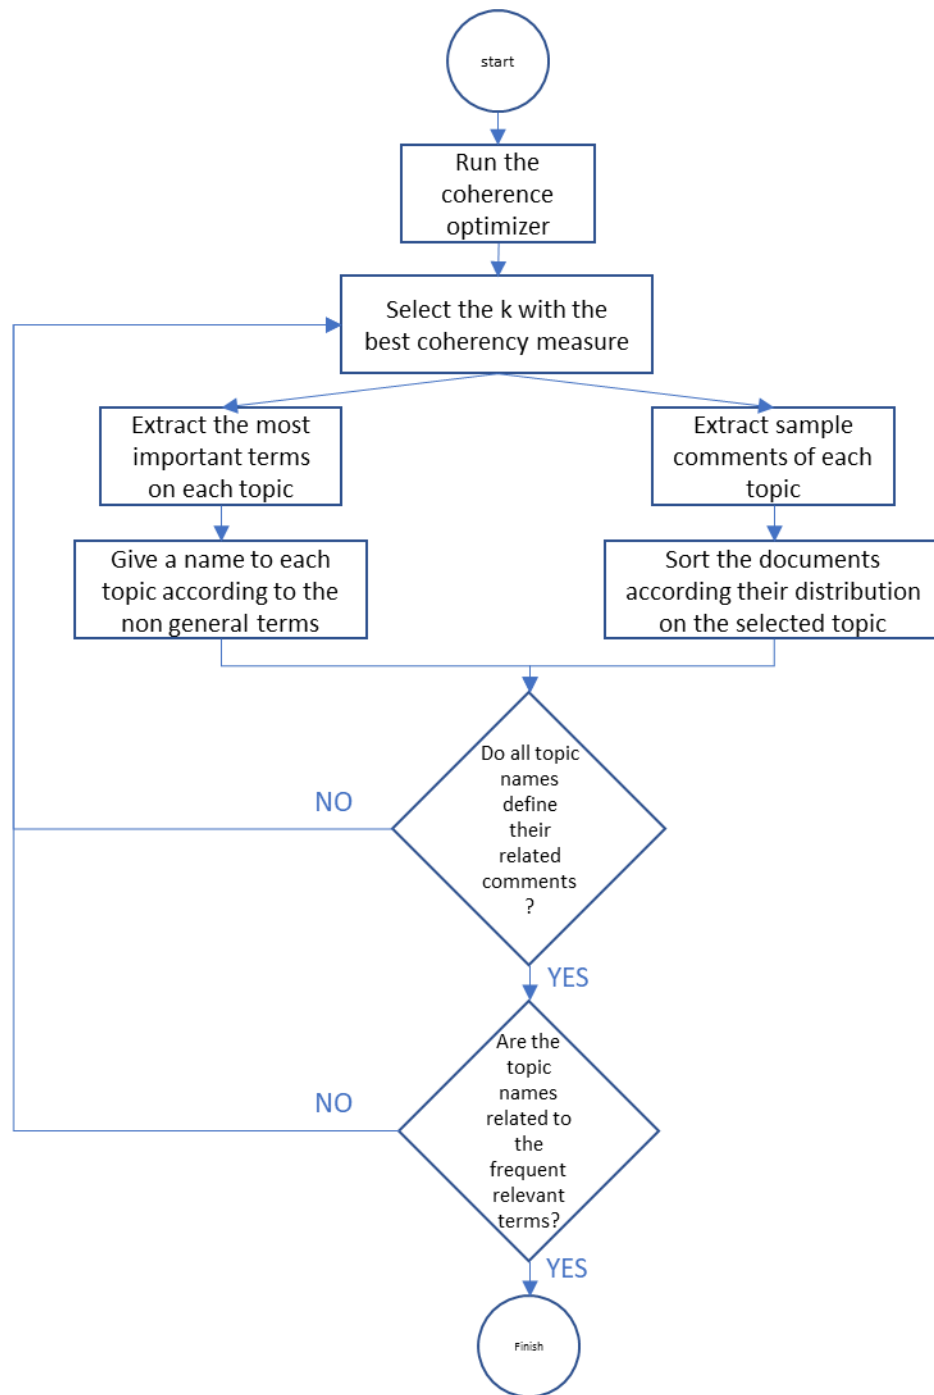 start
Run the
coherence
optimizer
Select the k with the
best coherency measure
Extract the most
important terms
on each topic
Extract sample
comments of each
topic
Give a name to each
topic according to the
non general terms
Sort the documents
according their distribution
on the selected topic
Do all topic
names
define
their
related
comments
?
NO
YES
Are the
topic
names
related to
the
frequent
relevant
terms?
NO
YES
Finish